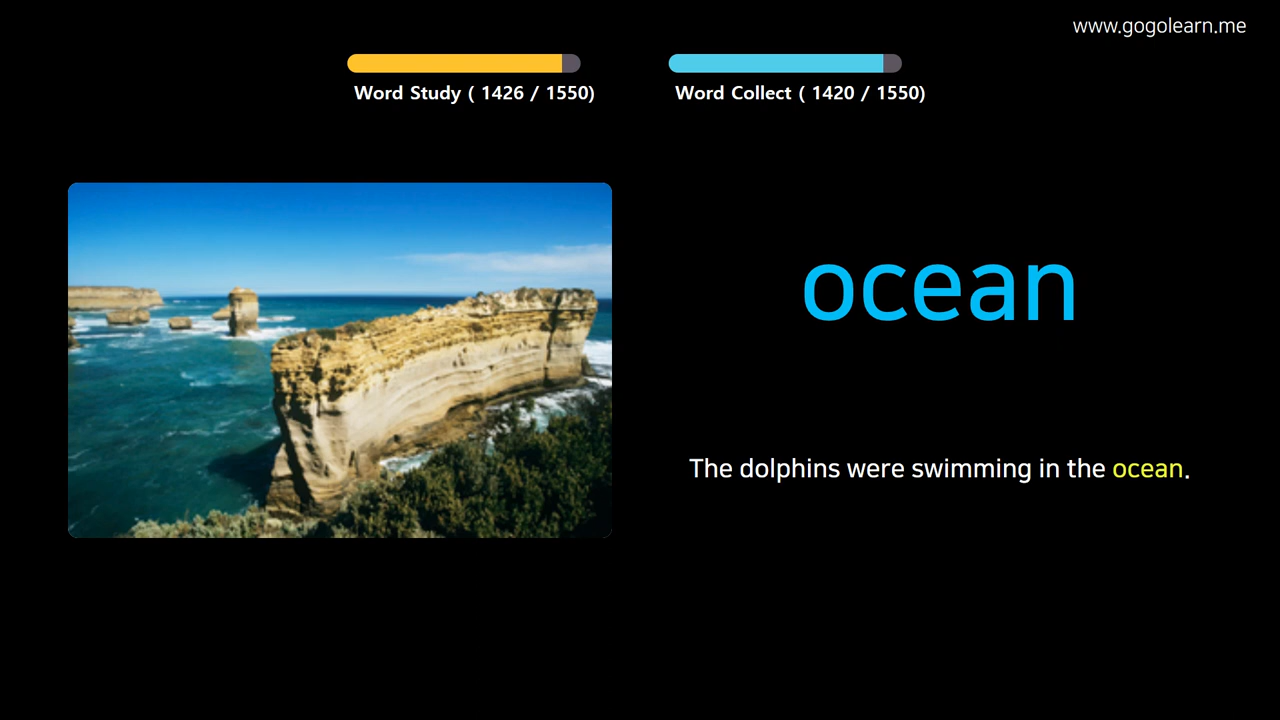 www.gogolearn.me
Word Study ( 1426 / 1550)
Word Collect ( 1420 / 1550)
ocean
The dolphins were swimming in the ocean.